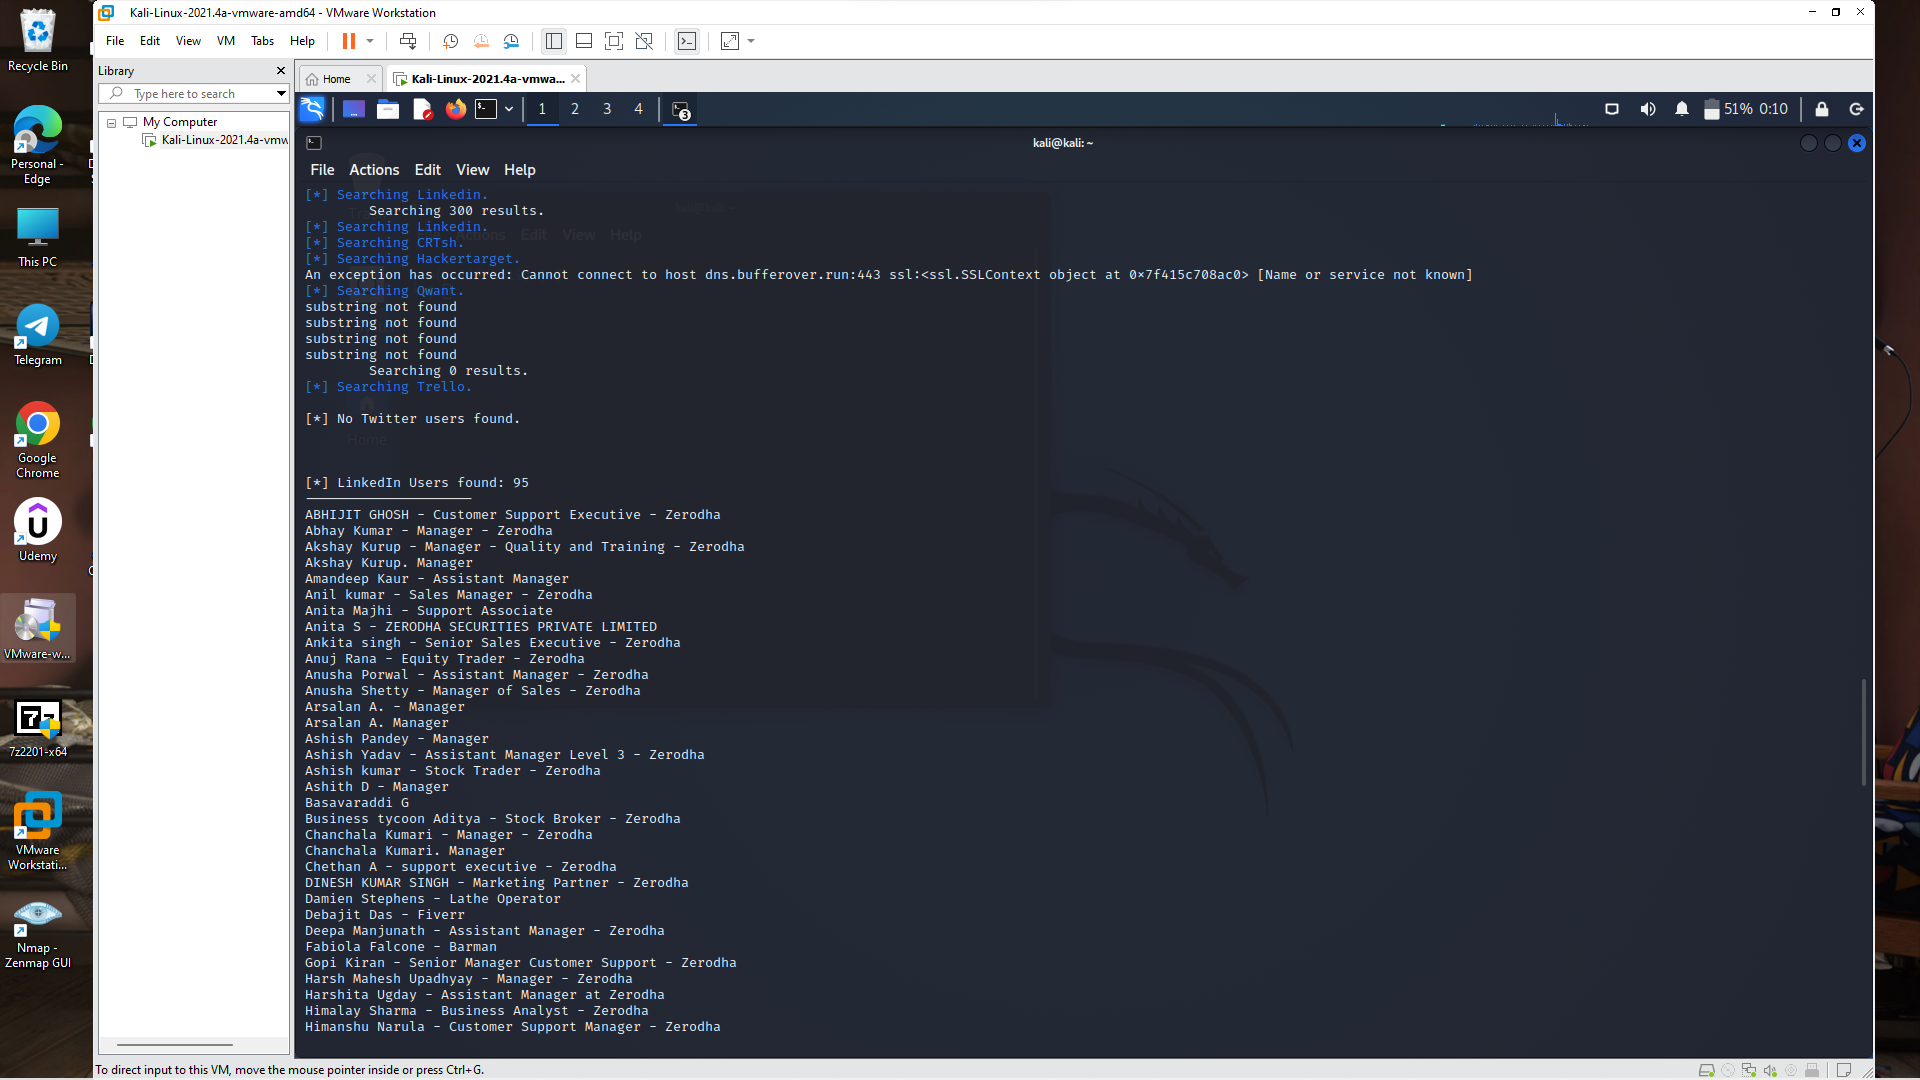 Kali-Linux-2021.4a-vmware-amd64 - VMware Workstation
File Edit View VM Tabs Help
Library
Type here to search
My Computer
Kali-Linux-2021.4a-vmw
Home
Kali-Linux-2021.4a-vmwa...
1 2 3 4
3
51% 0:10
kali@kali: ~
File Actions Edit View Help
[*] Searching Linkedin.
Searching 300 results.
[*] Searching Linkedin.
[*] Searching CRTsh.
[*] Searching Hackertarget.
An exception has occurred: Cannot connect to host dns.bufferover.run:443 ssl:<ssl.SSLContext object at 0×7f415c708ac0> [Name or service not known]
[*] Searching Qwant.
substring not found
substring not found
substring not found
substring not found
Searching 0 results.
[*] Searching Trello.
[*] No Twitter users found.
[*] LinkedIn Users found: 95
ABHIJIT GHOSH - Customer Support Executive - Zerodha
Abhay Kumar - Manager - Zerodha
Akshay Kurup - Manager - Quality and Training - Zerodha
Akshay Kurup. Manager
Amandeep Kaur - Assistant Manager
Anil kumar - Sales Manager - Zerodha
Anita Majhi - Support Associate
Anita S - ZERODHA SECURITIES PRIVATE LIMITED
Ankita singh - Senior Sales Executive - Zerodha
Anuj Rana - Equity Trader - Zerodha
Anusha Porwal - Assistant Manager - Zerodha
Anusha Shetty - Manager of Sales - Zerodha
Arsalan A. - Manager
Arsalan A. Manager
Ashish Pandey - Manager
Ashish Yadav - Assistant Manager Level 3 - Zerodha
Ashish kumar - Stock Trader - Zerodha
Ashith D - Manager
Basavaraddi G
Business tycoon Aditya - Stock Broker - Zerodha
Chanchala Kumari - Manager - Zerodha
Chanchala Kumari. Manager
Chethan A - support executive - Zerodha
DINESH KUMAR SINGH - Marketing Partner - Zerodha
Damien Stephens - Lathe Operator
Debajit Das - Fiverr
Deepa Manjunath - Assistant Manager - Zerodha
Fabiola Falcone - Barman
Gopi Kiran - Senior Manager Customer Support - Zerodha
Harsh Mahesh Upadhyay - Manager - Zerodha
Harshita Ugday - Assistant Manager at Zerodha
Himalay Sharma - Business Analyst - Zerodha
Himanshu Narula - Customer Support Manager - Zerodha
Actions Edit View Help
Home
To direct input to this VM, move the mouse pointer inside or press Ctrl+G.
Recycle Bin
Personal -
Edge
This PC
Telegram
Google
Chrome
Udemy
VMware-w...
7z
7z2201-x64
VMware
Workstati...
Nmap -
Zenmap GUI